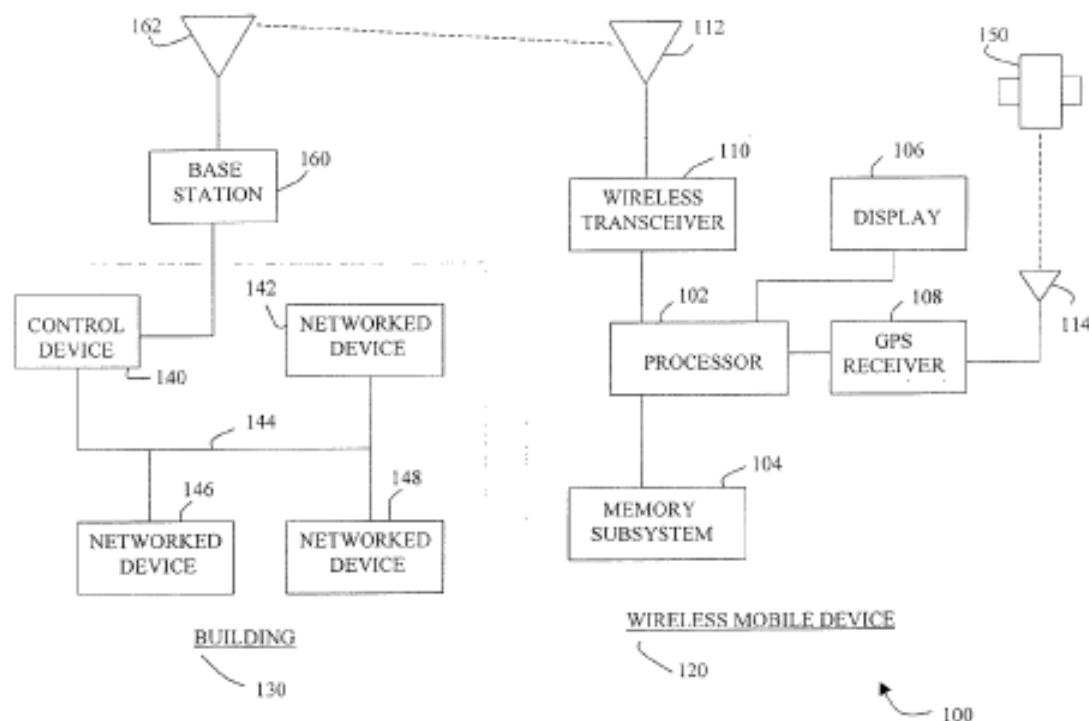 162
112
150
BASE
STATION
160
110
WIRELESS
TRANSCEIVER
106
DISPLAY
142
NETWORKED
DEVICE
CONTROL
DEVICE
140
102
PROCESSOR
108
GPS
RECEIVER
114
144
146
NETWORKED
DEVICE
148
NETWORKED
DEVICE
104
MEMORY
SUBSYSTEM
BUILDING
130
WIRELESS MOBILE DEVICE
120
100